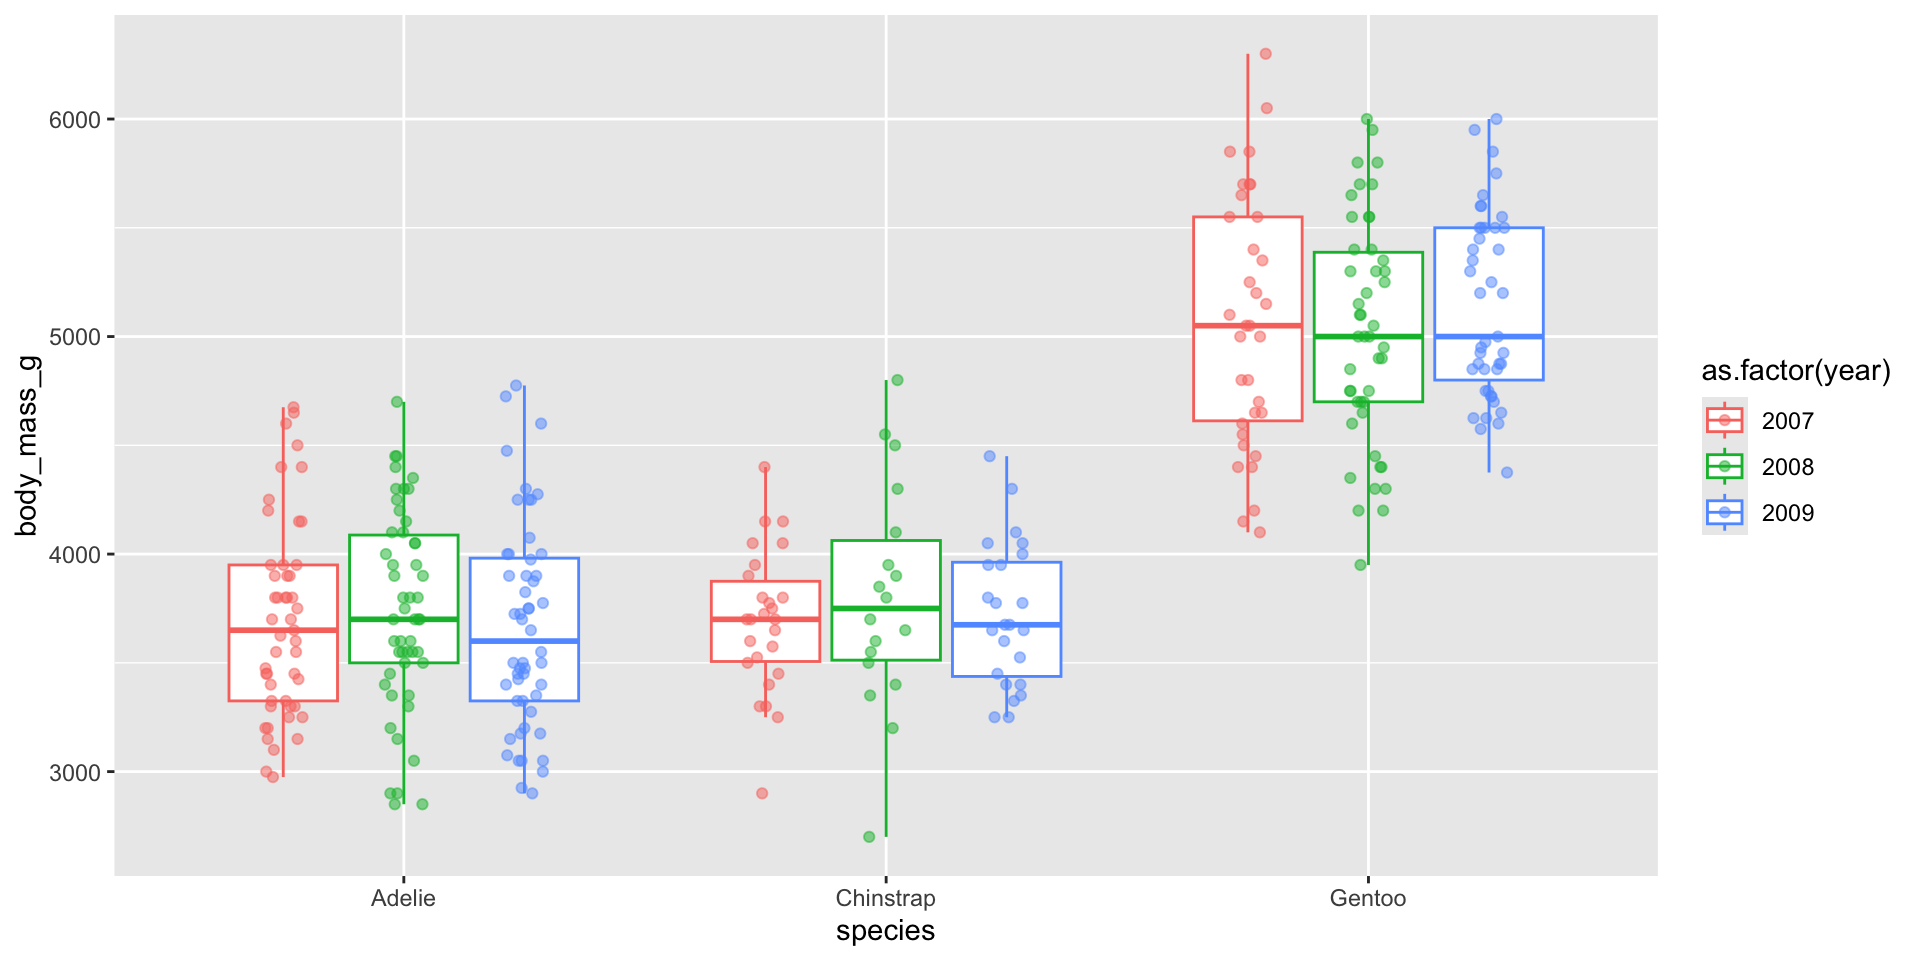 6000
5000
4000
3000
body_mass_g
Adelie
Chinstrap
Gentoo
species
as.factor(year)
2007
2008
2009